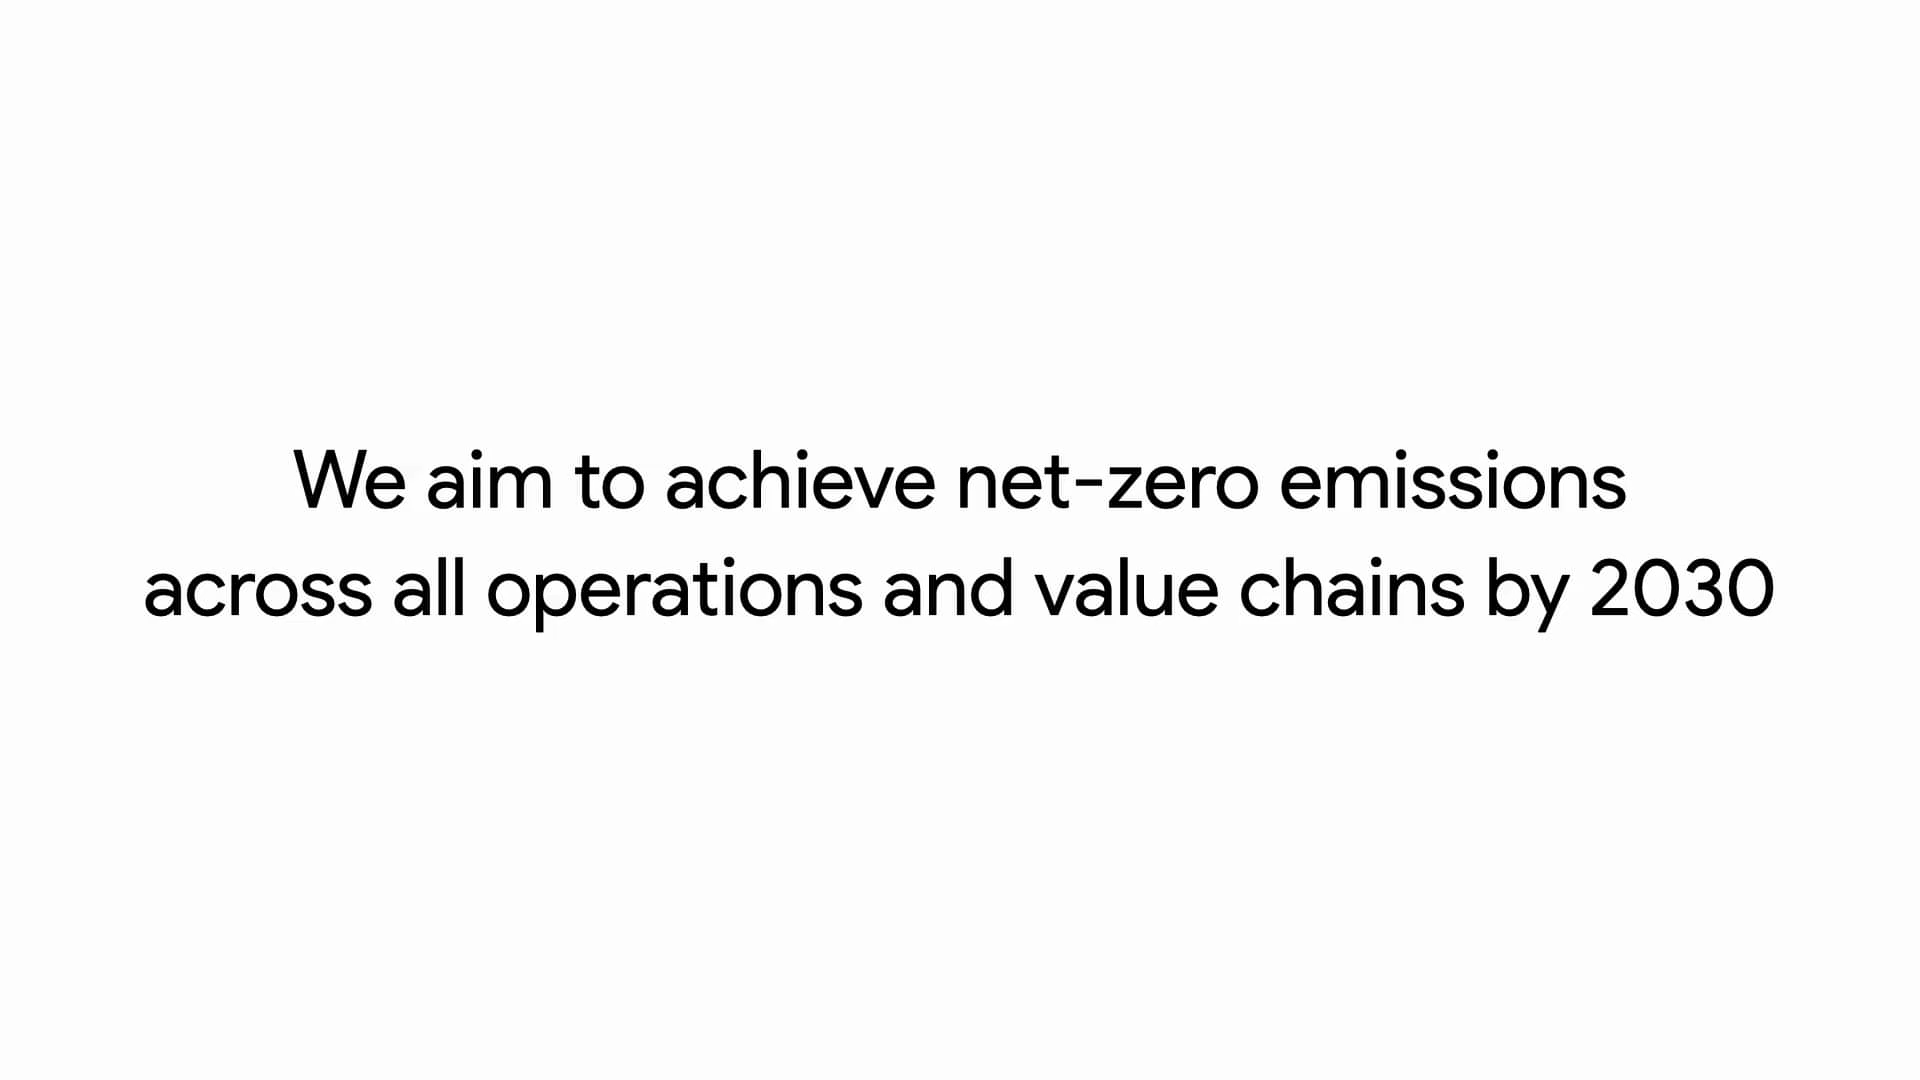 We aim to achieve net-zero emissions
across all operations and value chains by 2030